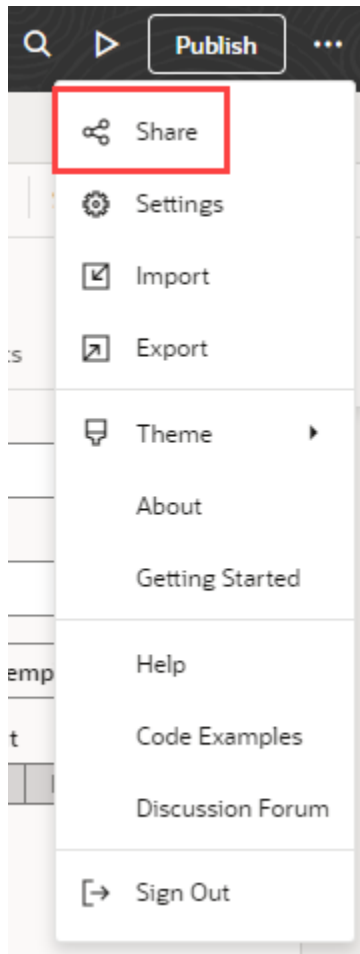 Publish
Share
Settings
Import
Export
Theme
About
Getting Started
Help
Code Examples
Discussion Forum
Sign Out